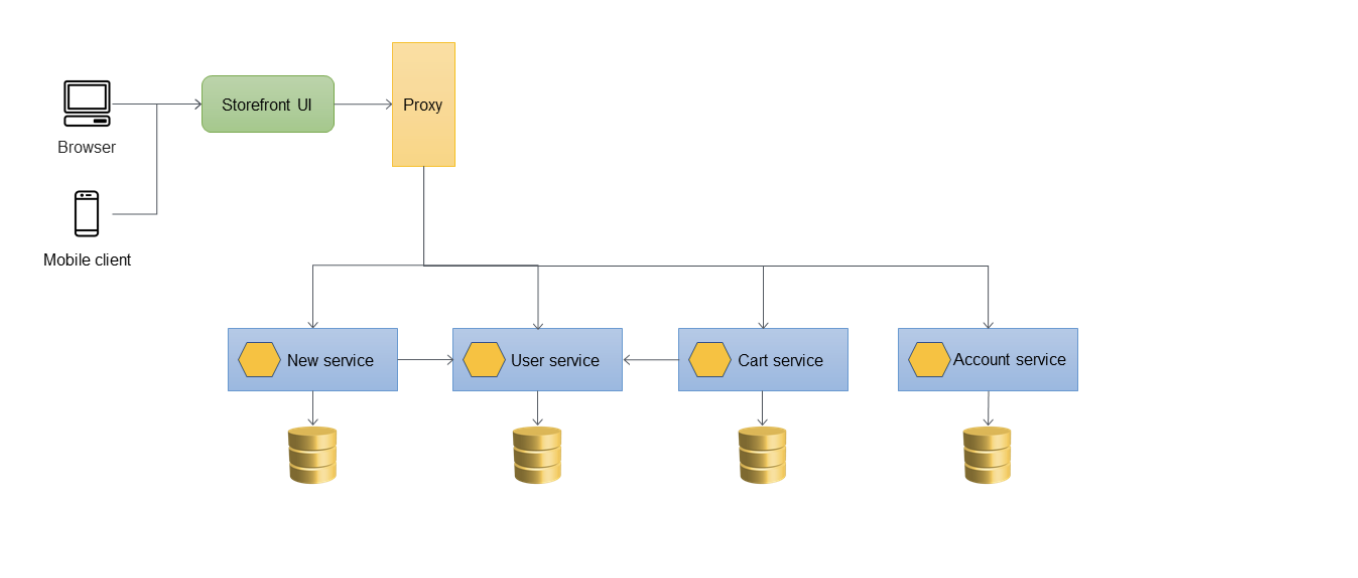 Storefront UI
Proxy
Browser
Mobile client
New service
User service
Cart service
Account service